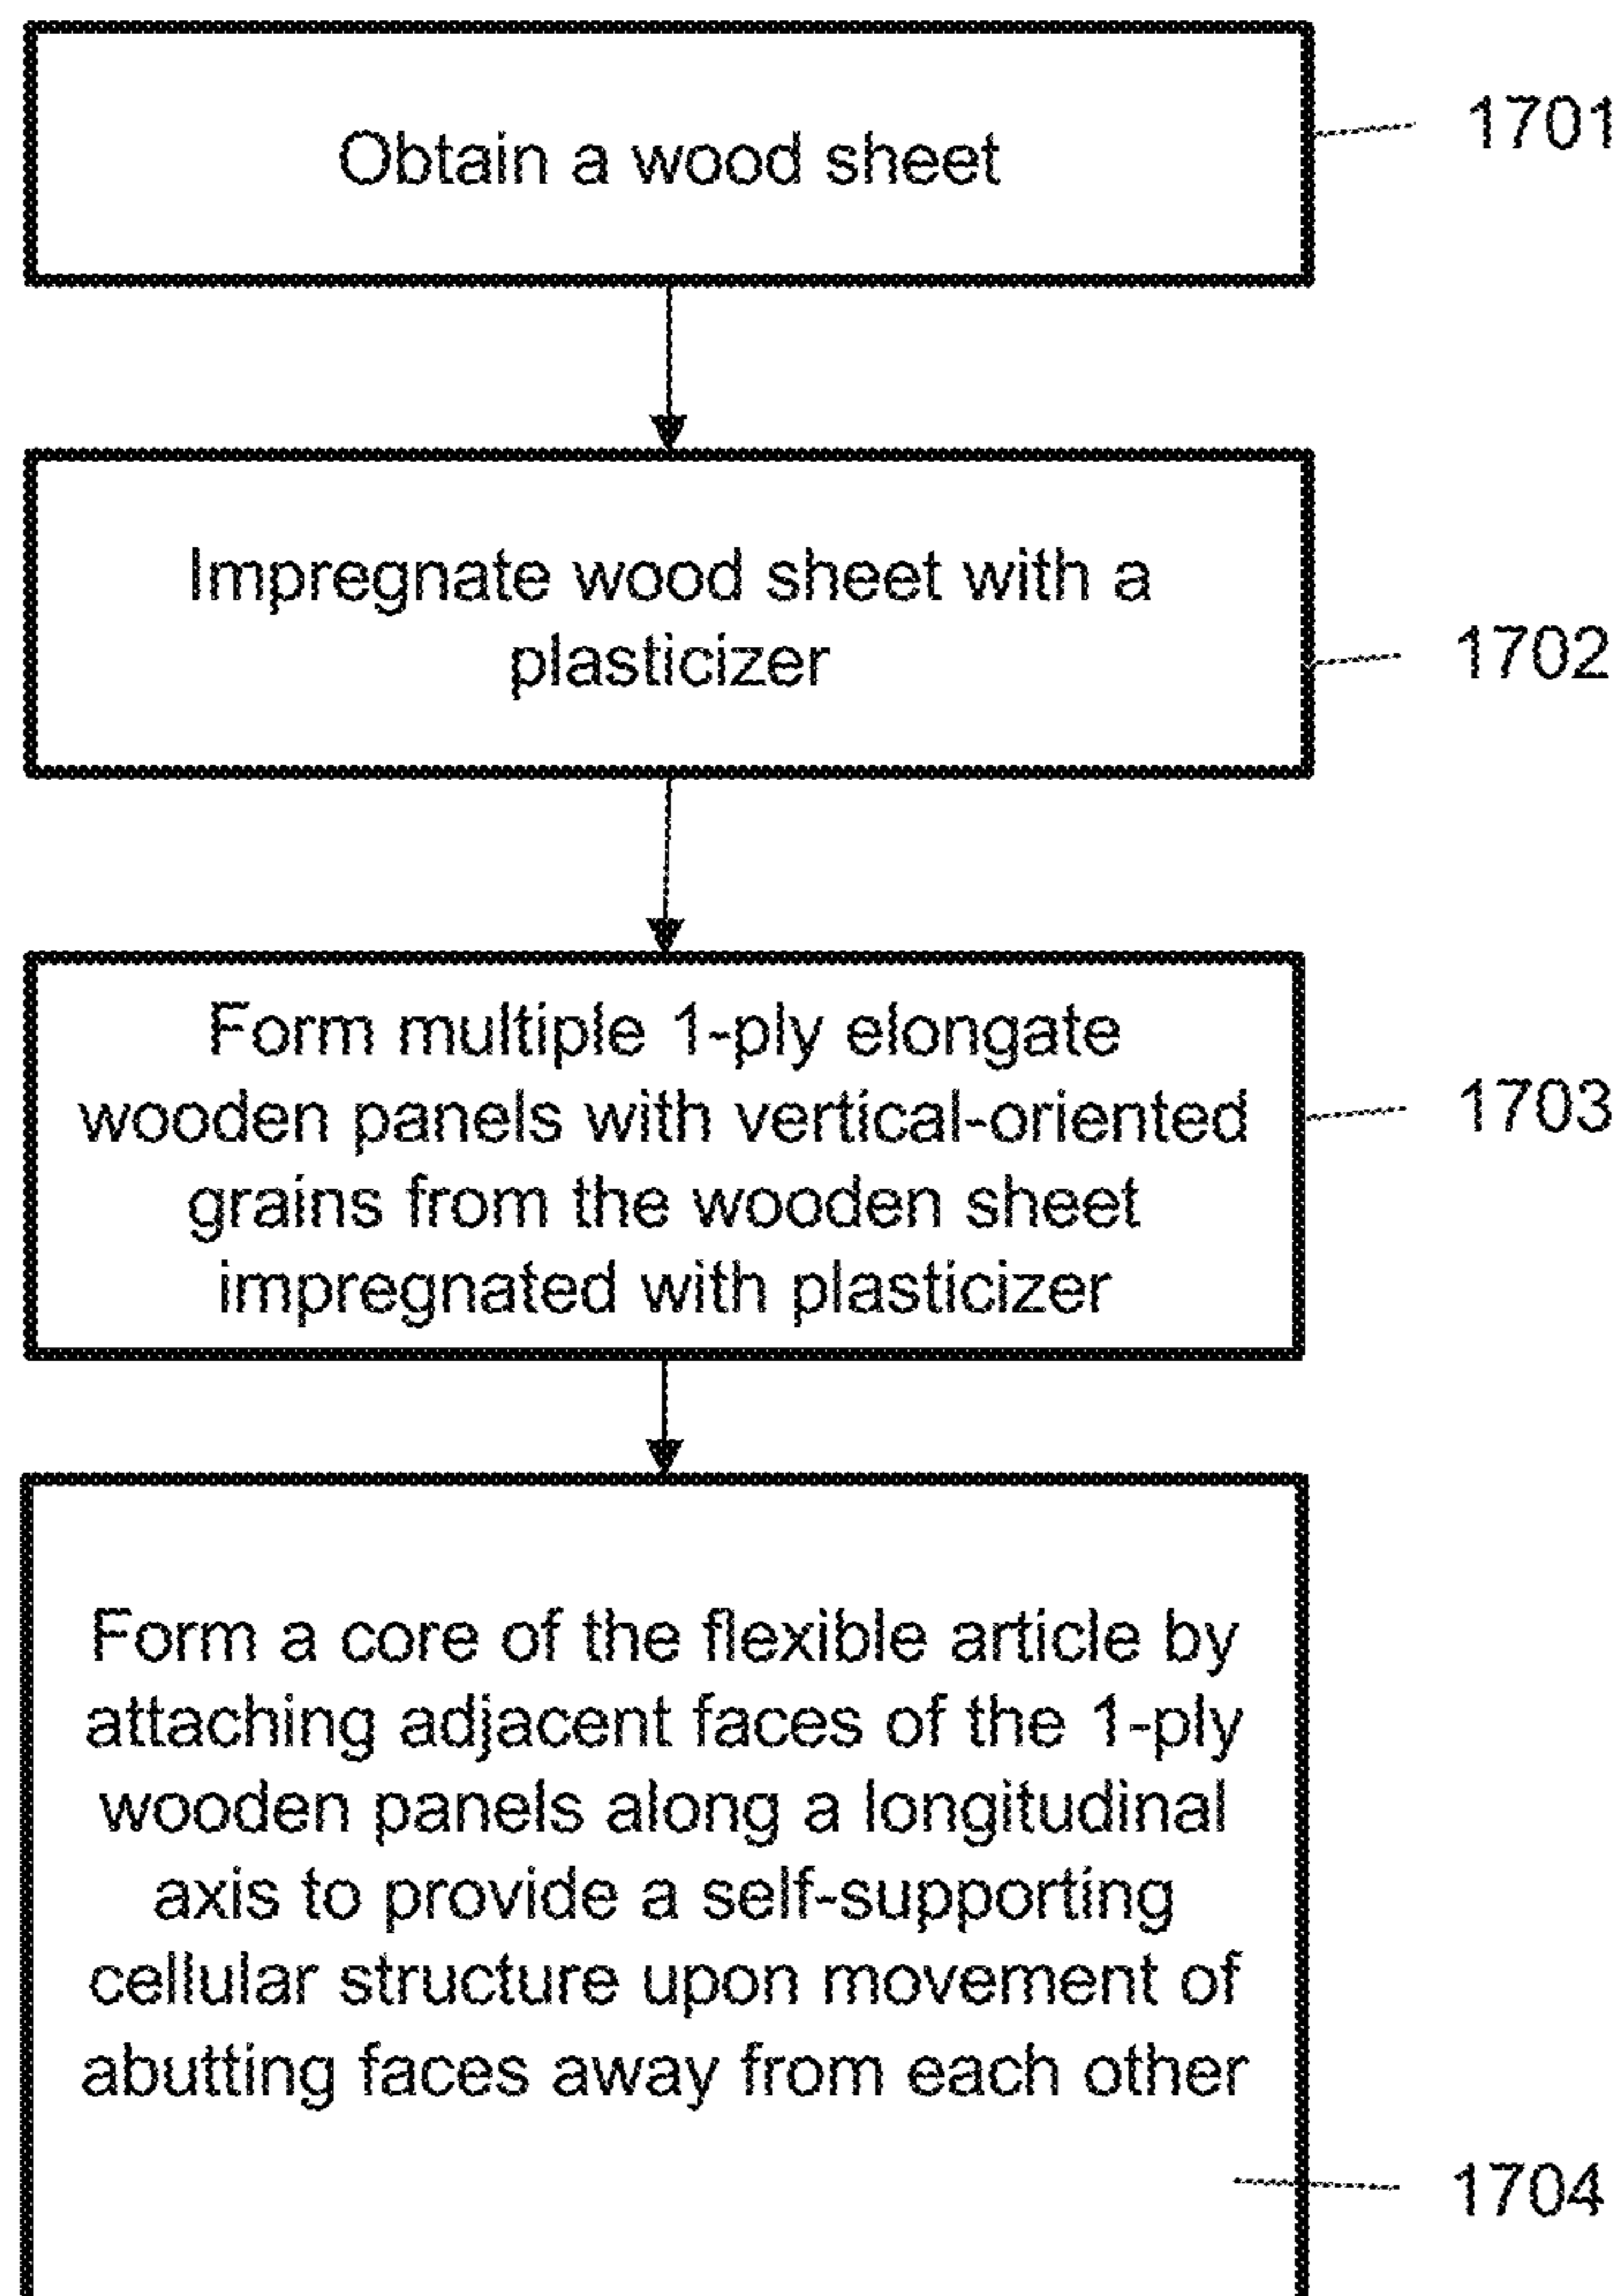 Obtain a wood sheet
1701
Impregnate wood sheet with a
plasticizer
1702
Form multiple 1-ply elongate
wooden panels with vertical-oriented
grains from the wooden sheet
impregnated with plasticizer
1703
Form a core of the flexible article by
attaching adjacent faces of the 1-ply
wooden panels along a longitudinal
axis to provide a self-supporting
cellular structure upon movement of
abutting faces away from each other
1704